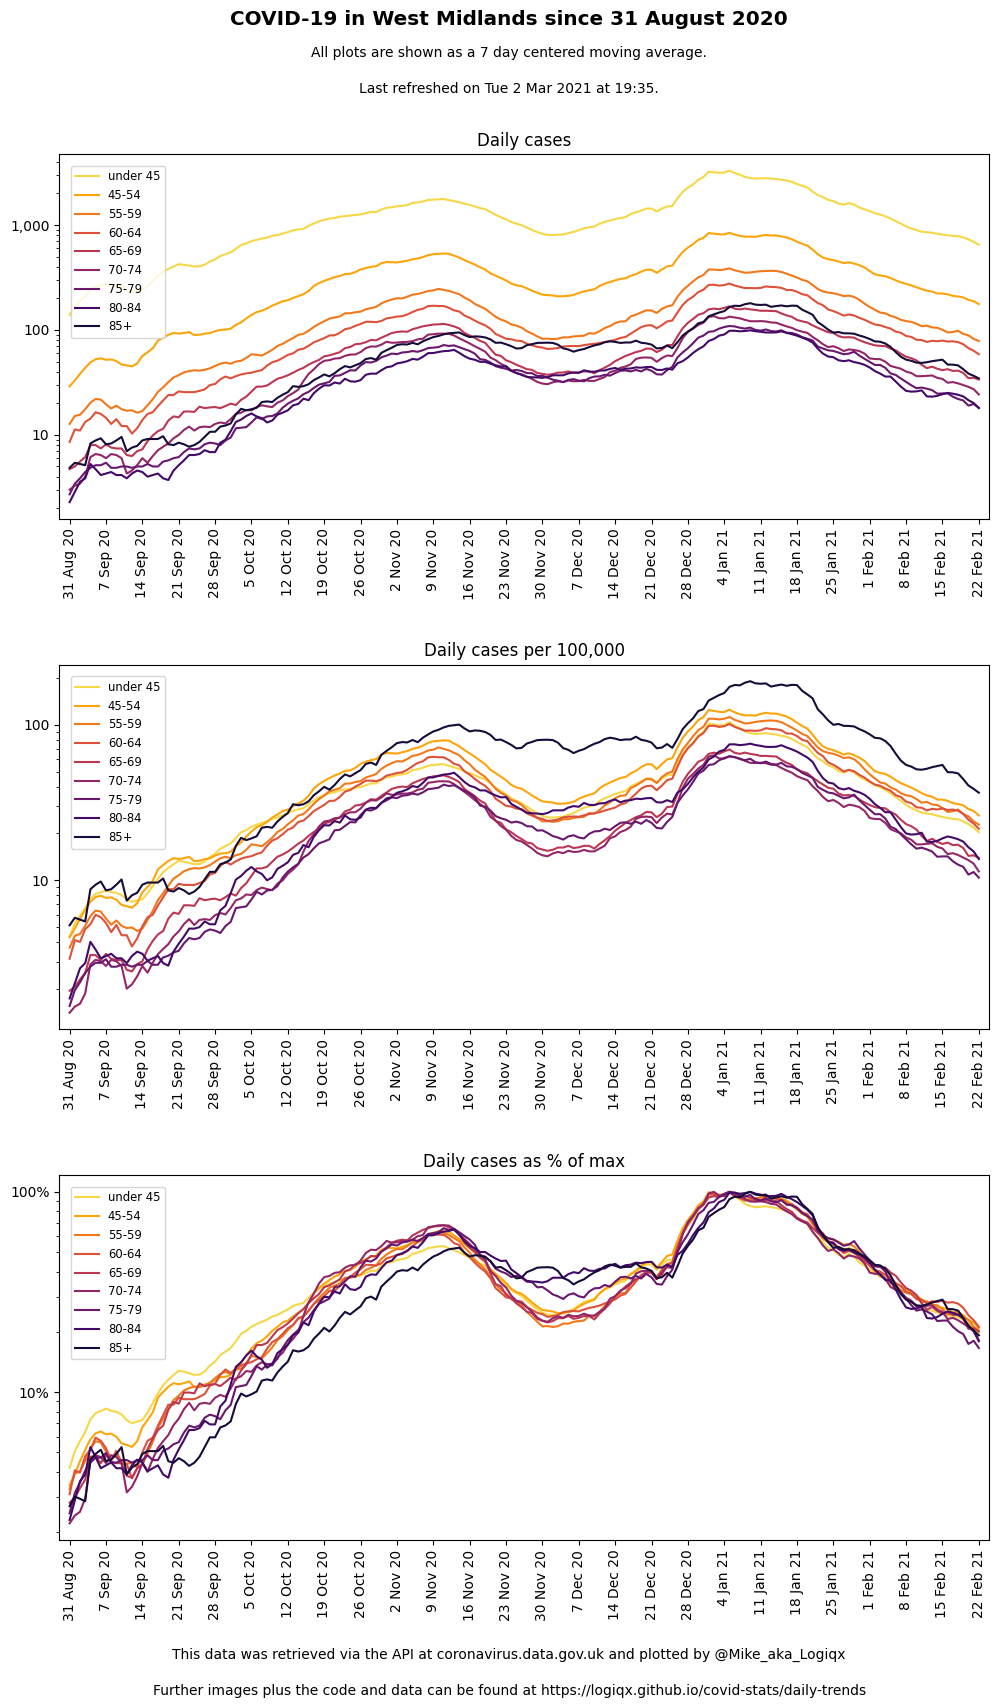 COVID-19 in West Midlands since 31 August 2020
All plots are shown as a 7 day centered moving average.
Last refreshed on Tue 2 Mar 2021 at 19:35.
Daily cases
under 45
45-54
55-59
60-64
65-69
70-74
75-79
80-84
85+
1,000
100
10
31 Aug 20
7 Sep 20
14 Sep 20
21 Sep 20
28 Sep 20
5 Oct 20
12 Oct 20
19 Oct 20
26 Oct 20
2 Nov 20
9 Nov 20
16 Nov 20
23 Nov 20
30 Nov 20
7 Dec 20
14 Dec 20
21 Dec 20
28 Dec 20
4 Jan 21
11 Jan 21
18 Jan 21
25 Jan 21
1 Feb 21
8 Feb 21
15 Feb 21
22 Feb 21
Daily cases per 100,000
under 45
45-54
55-59
60-64
65-69
70-74
75-79
80-84
85+
100
10
31 Aug 20
7 Sep 20
14 Sep 20
21 Sep 20
28 Sep 20
5 Oct 20
12 Oct 20
19 Oct 20
26 Oct 20
2 Nov 20
9 Nov 20
16 Nov 20
23 Nov 20
30 Nov 20
7 Dec 20
14 Dec 20
21 Dec 20
28 Dec 20
4 Jan 21
11 Jan 21
18 Jan 21
25 Jan 21
1 Feb 21
8 Feb 21
15 Feb 21
22 Feb 21
Daily cases as % of max
under 45
45-54
55-59
60-64
65-69
70-74
75-79
80-84
85+
100%
10%
31 Aug 20
7 Sep 20
14 Sep 20
21 Sep 20
28 Sep 20
5 Oct 20
12 Oct 20
19 Oct 20
26 Oct 20
2 Nov 20
9 Nov 20
16 Nov 20
23 Nov 20
30 Nov 20
7 Dec 20
14 Dec 20
21 Dec 20
28 Dec 20
4 Jan 21
11 Jan 21
18 Jan 21
25 Jan 21
1 Feb 21
8 Feb 21
15 Feb 21
22 Feb 21
This data was retrieved via the API at coronavirus.data.gov.uk and plotted by @Mike_aka_Logiqx
Further images plus the code and data can be found at https://logiqx.github.io/covid-stats/daily-trends